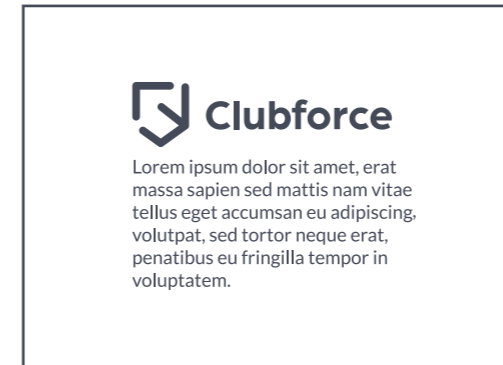 Clubforce
Lorem ipsum dolor sit amet, erat
massa sapien sed mattis nam vitae
tellus eget accumsan eu adipiscing,
volutpat, sed tortor neque erat,
penatibus eu fringilla tempor in
voluptatem.